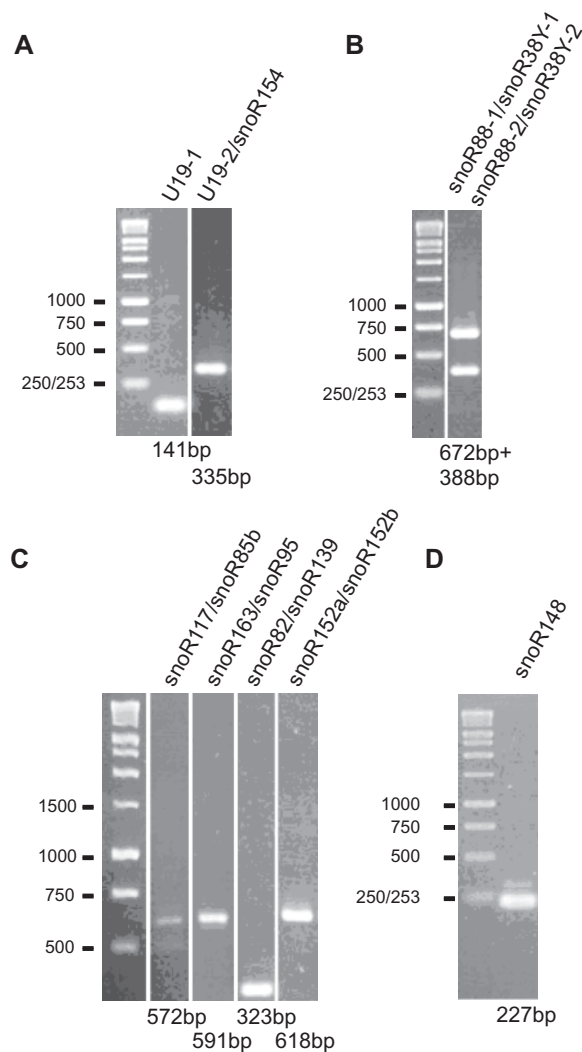 A
U19-1
U19-2/snoR154
1000
750
500
250/253
141bp
335bp
B
snoR88-1/snoR38Y-1
snoR88-2/snoR38Y-2
1000
750
500
250/253
672bp+
388bp
C
snoR117/snoR85b
snoR163/snoR95
snoR82/snoR139
snoR152a/snoR152b
1500
1000
750
500
572bp
591bp
323bp
618bp
D
snoR148
1000
750
500
250/253
227bp